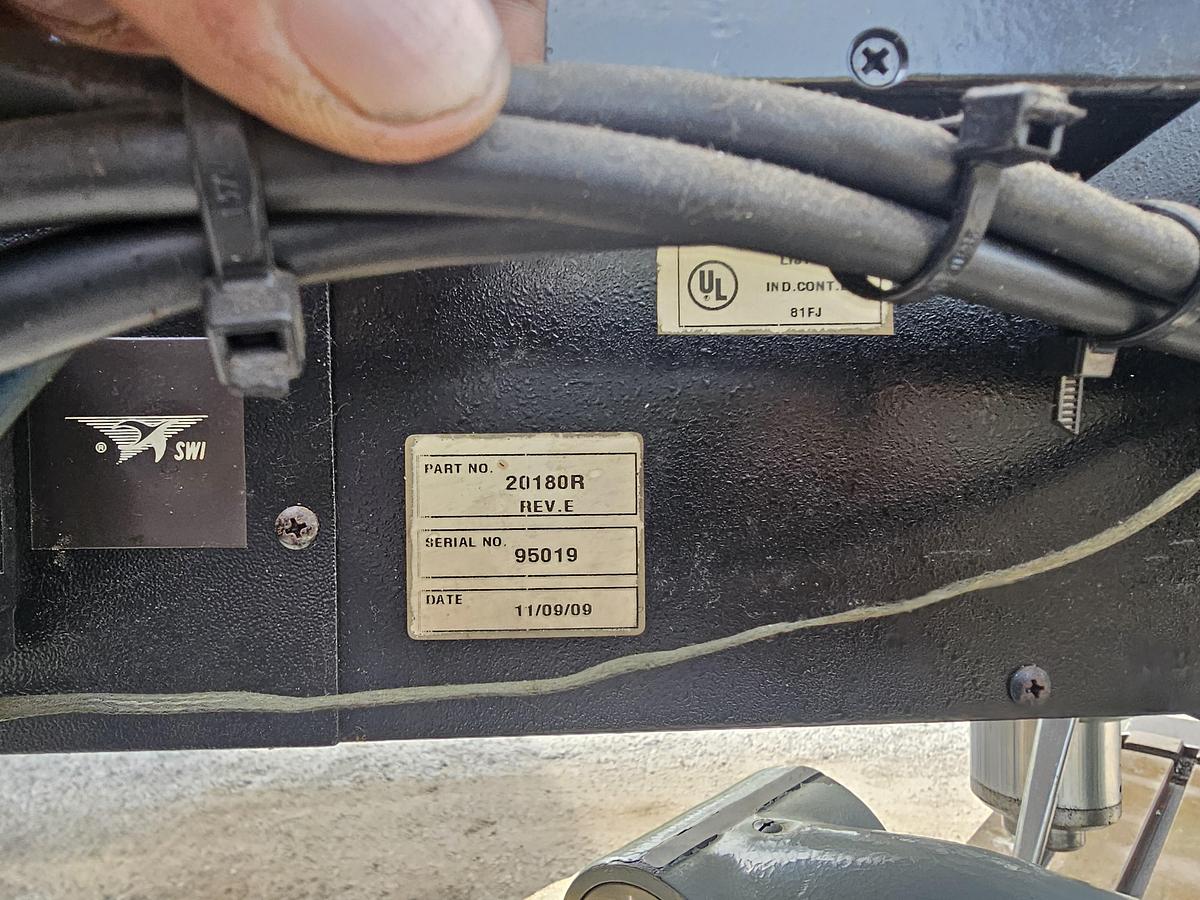 UL
IND.CONT.
81FJ
® SWI
PART NO.
20180R
REV.E
SERIAL NO.
95019
DATE
11/09/09